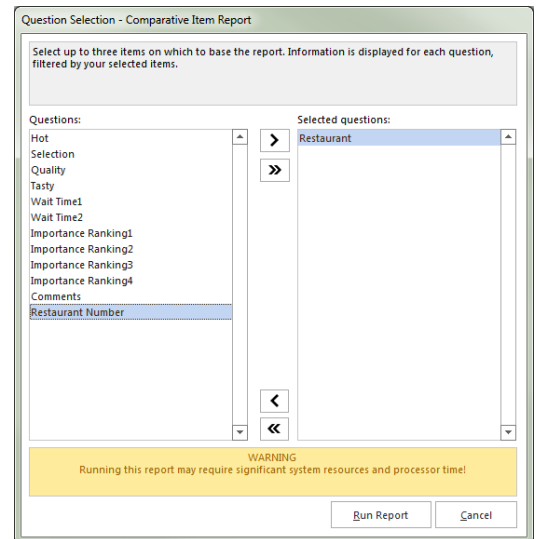 Question Selection - Comparative Item Report
Select up to three items on which to base the report. Information is displayed for each question,
filtered by your selected items.
Questions:
Hot
Selection
Quality
Tasty
Wait Time1
Wait Time2
Importance Ranking1
Importance Ranking2
Importance Ranking3
Importance Ranking4
Comments
Restaurant Number
Selected questions:
Restaurant
WARNING
Running this report may require significant system resources and processor time!
Run Report
Cancel